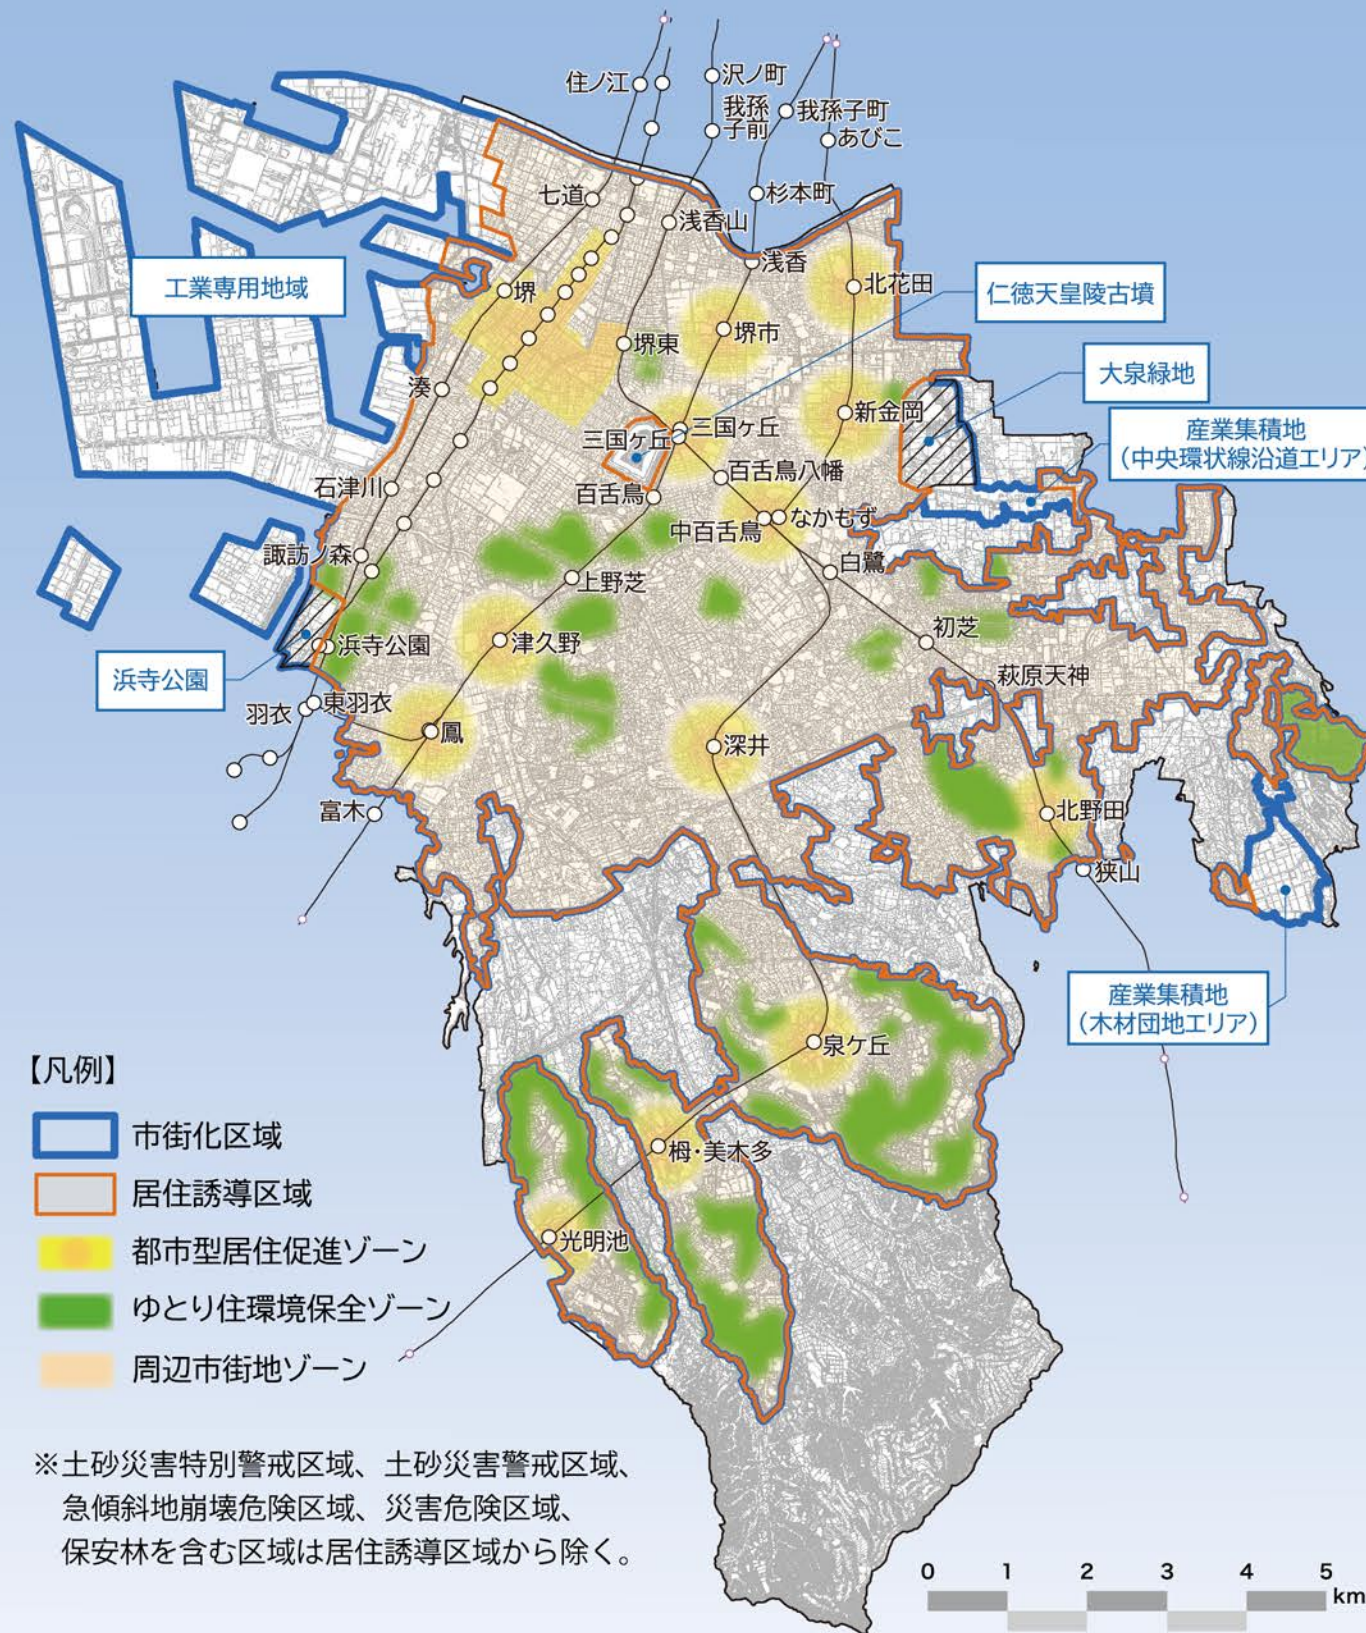 住ノ江
沢ノ町
我孫
子前
我孫子町
あびこ
七道
浅香山
杉本町
浅香
工業専用地域
堺
北花田
仁徳天皇陵古墳
堺東
堺市
湊
大泉緑地
新金岡
三国ヶ丘
三国ヶ丘
産業集積地
（中央環状線沿道エリア）
百舌鳥八幡
石津川
百舌鳥
中百舌鳥
なかもず
諏訪ノ森
上野芝
白鷺
浜寺公園
津久野
初芝
浜寺公園
萩原天神
羽衣
東羽衣
鳳
深井
富木
北野田
狭山
産業集積地
（木材団地エリア）
泉ケ丘
栂・美木多
光明池
【凡例】
市街化区域
居住誘導区域
都市型居住促進ゾーン
ゆとり住環境保全ゾーン
周辺市街地ゾーン
※土砂災害特別警戒区域、土砂災害警戒区域、
急傾斜地崩壊危険区域、災害危険区域、
保安林を含む区域は居住誘導区域から除く。
0 1 2 3 4 5
km